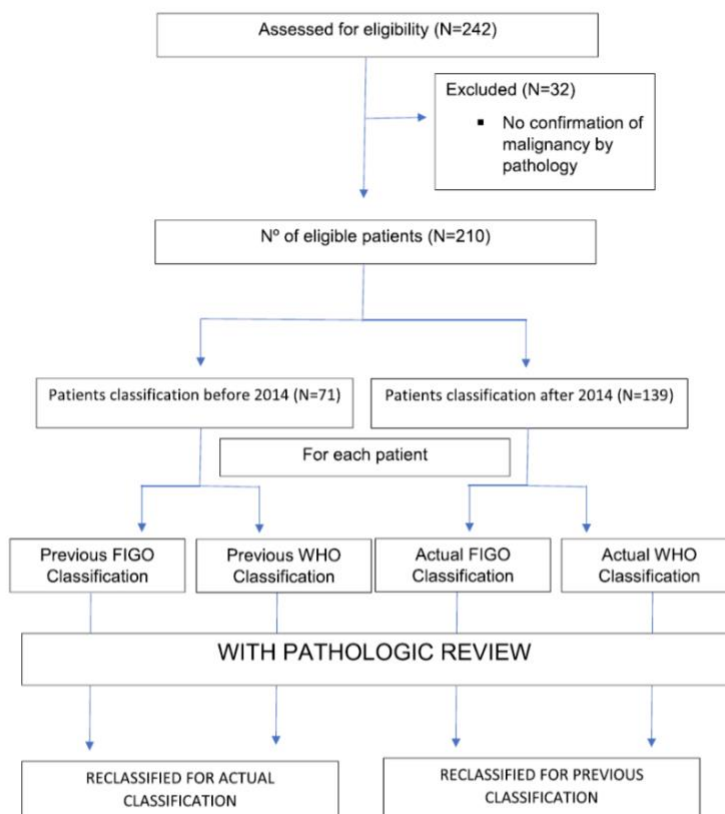 Assessed for eligibility (N=242)
Excluded (N=32)
▪ No confirmation of
malignancy by
pathology
Nº of eligible patients (N=210)
Patients classification before 2014 (N=71)
Patients classification after 2014 (N=139)
For each patient
Previous FIGO
Classification
Previous WHO
Classification
Actual FIGO
Classification
Actual WHO
Classification
WITH PATHOLOGIC REVIEW
RECLASSIFIED FOR ACTUAL
CLASSIFICATION
RECLASSIFIED FOR PREVIOUS
CLASSIFICATION